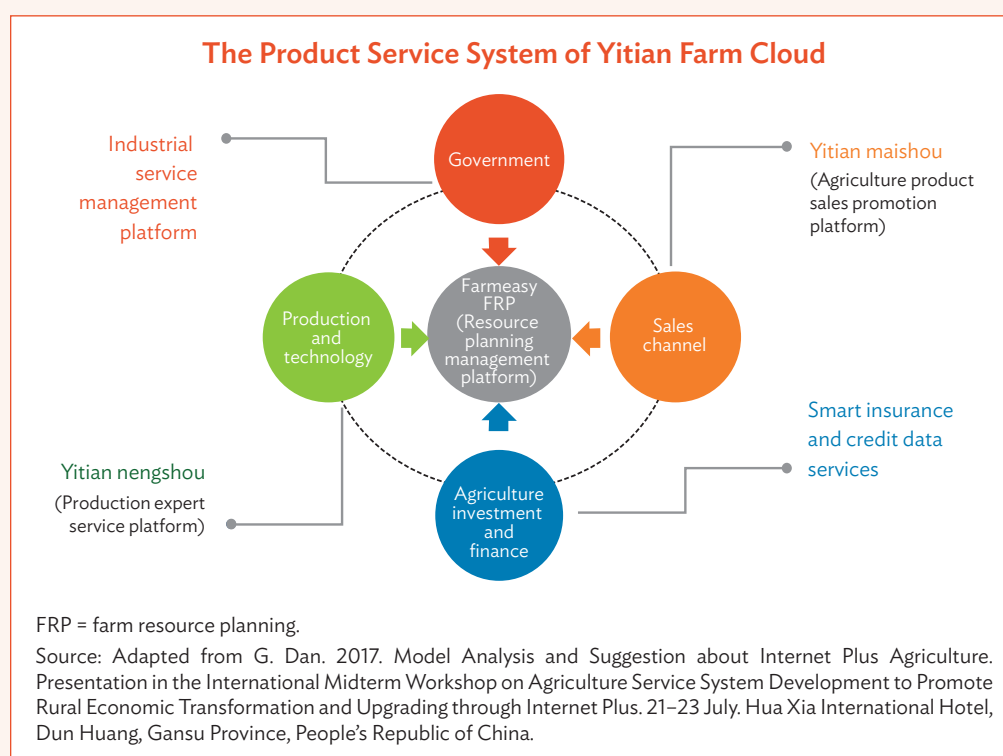 The Product Service System of Yitian Farm Cloud
Industrial
service
management
platform
Government
Yitian maishou
(Agriculture product
sales promotion
platform)
Production
and
technology
Farmeasy
FRP
(Resource
planning
management
platform)
Sales
channel
Yitian nengshou
(Production expert
service platform)
Agriculture
investment
and
finance
Smart insurance
and credit data
services
FRP = farm resource planning.
Source: Adapted from G. Dan. 2017. Model Analysis and Suggestion about Internet Plus Agriculture.
Presentation in the International Midterm Workshop on Agriculture Service System Development to Promote
Rural Economic Transformation and Upgrading through Internet Plus. 21–23 July. Hua Xia International Hotel,
Dun Huang, Gansu Province, People’s Republic of China.